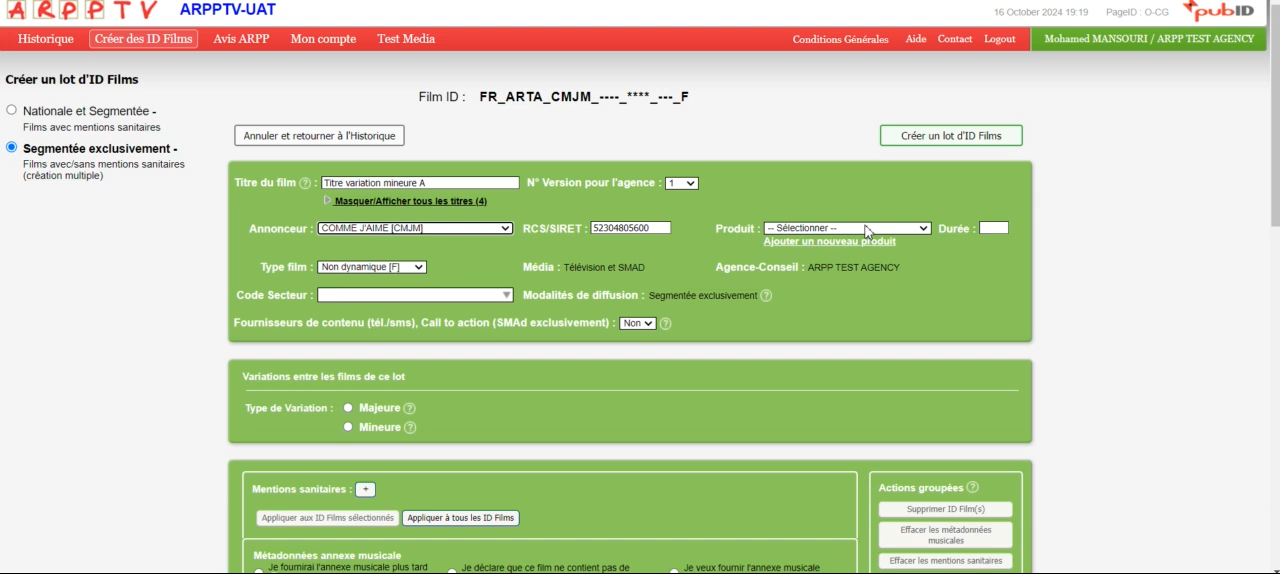 ARPPTV ARPPTV-UAT
16 October 2024 19:19 PageID : O-CG pubID
Historique Créer des ID Films Avis ARPP Mon compte Test Media Conditions Générales Aide Contact Logout Mohamed MANSOURI / ARPP TEST AGENCY
Créer un lot d'ID Films
Nationale et Segmentée -
Films avec mentions sanitaires
Segmentée exclusivement -
Films avec/sans mentions sanitaires
(création multiple)
Film ID : FR_ARTA_CMJM_----_****_---_F
Annuler et retourner à l'Historique Créer un lot d'ID Films
Titre du film ? : Titre variation mineure A N° Version pour l'agence : 1
Masquer/Afficher tous les titres (4)
Annonceur : COMME J'AIME [CMJM] RCS/SIRET : 52304805600 Produit : -- Sélectionner -- Durée :
Ajouter un nouveau produit
Type film : Non dynamique [F] Média : Télévision et SMAD Agence-Conseil : ARPP TEST AGENCY
Code Secteur : Modalités de diffusion : Segmentée exclusivement ?
Fournisseurs de contenu (tél./sms), Call to action (SMAd exclusivement) : Non ?
Variations entre les films de ce lot
Type de Variation : Majeure ?
Mineure ?
Mentions sanitaires : +
Appliquer aux ID Films sélectionnés Appliquer à tous les ID Films
Actions groupées ?
Supprimer ID Film(s)
Effacer les métadonnées
musicales
Effacer les mentions sanitaires
Métadonnées annexe musicale
Je fournirai l'annexe musicale plus tard Je déclare que ce film ne contient pas de Je veux fournir l'annexe musicale